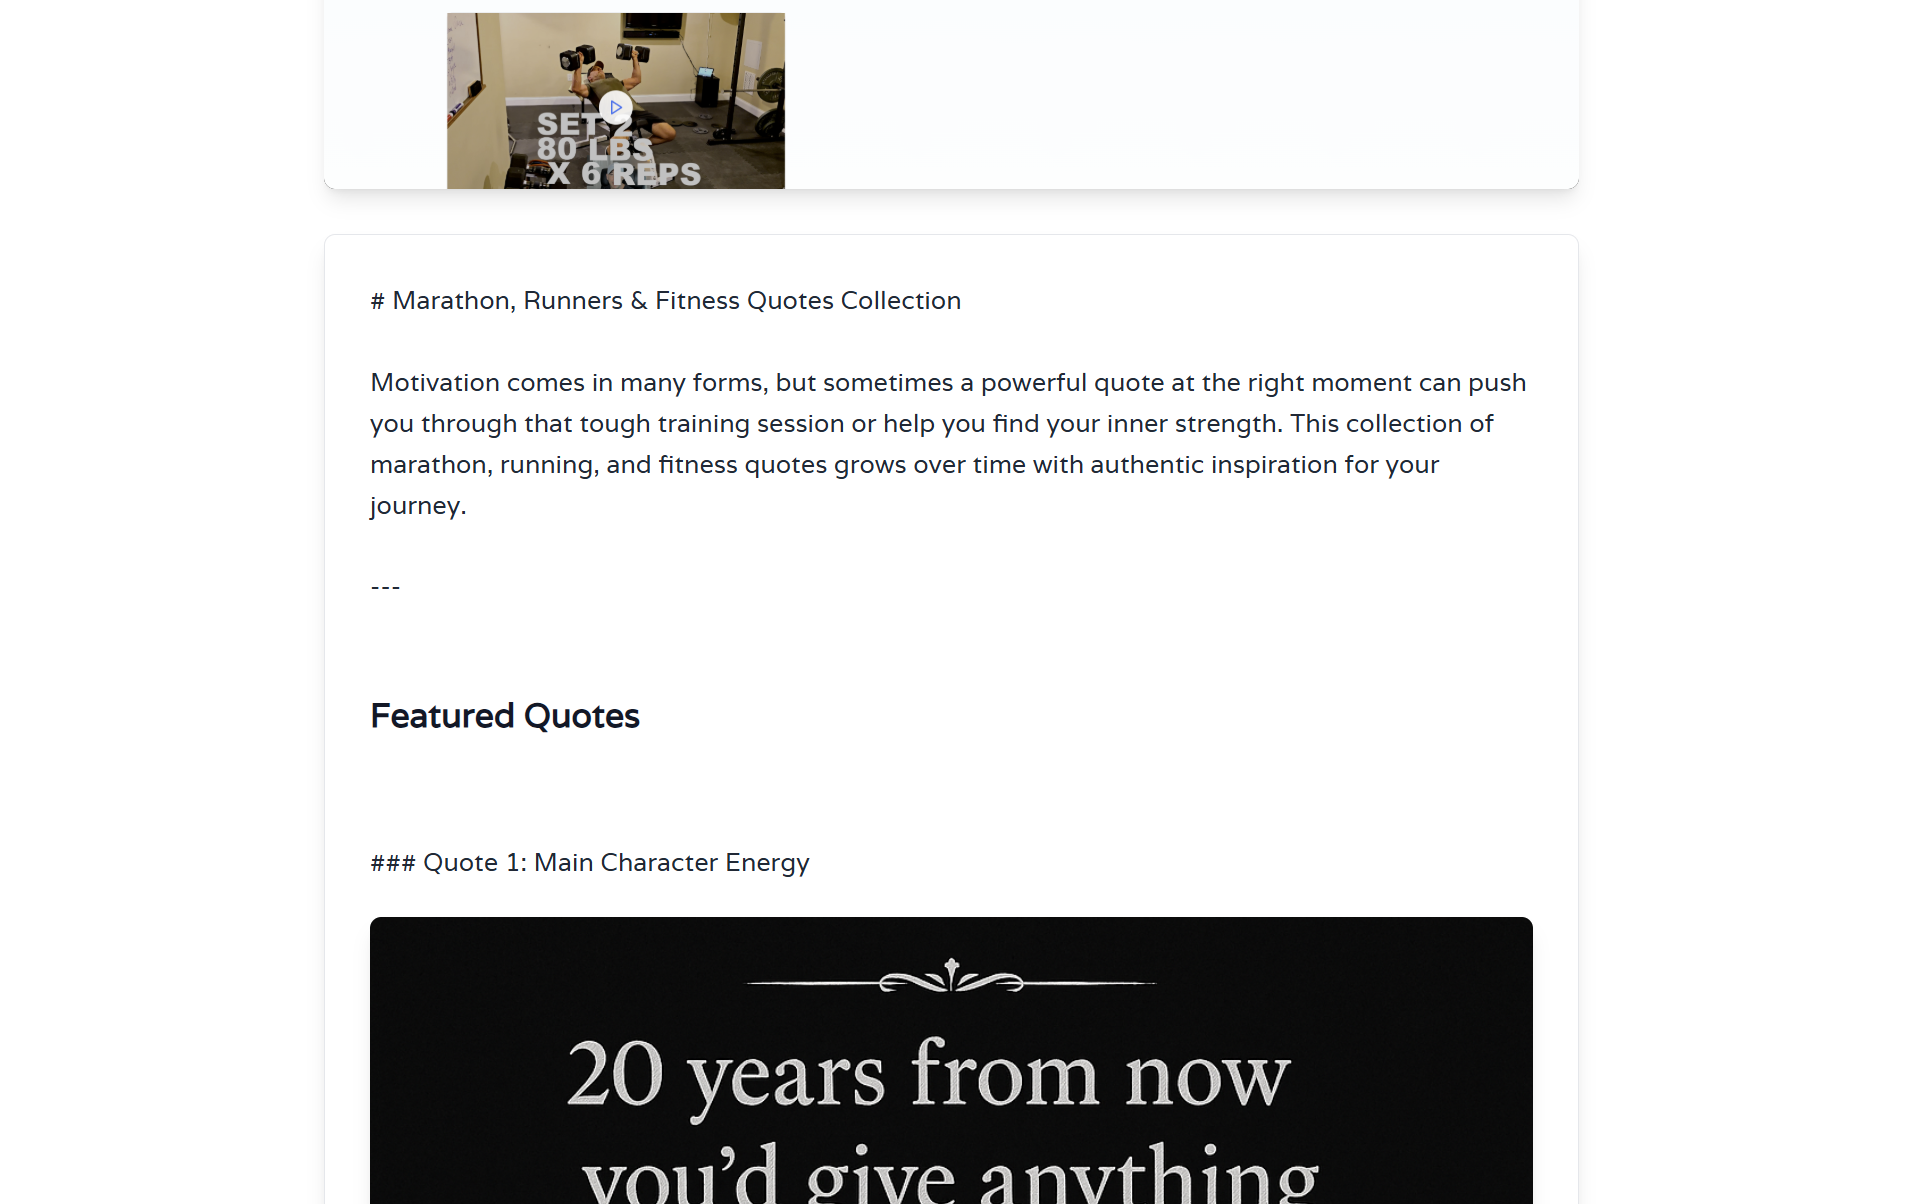 SET 2
80 LBS
X 6 REPS
# Marathon, Runners & Fitness Quotes Collection
Motivation comes in many forms, but sometimes a powerful quote at the right moment can push
you through that tough training session or help you find your inner strength. This collection of
marathon, running, and fitness quotes grows over time with authentic inspiration for your
journey.
---
Featured Quotes
### Quote 1: Main Character Energy
20 years from now
you’d give anything